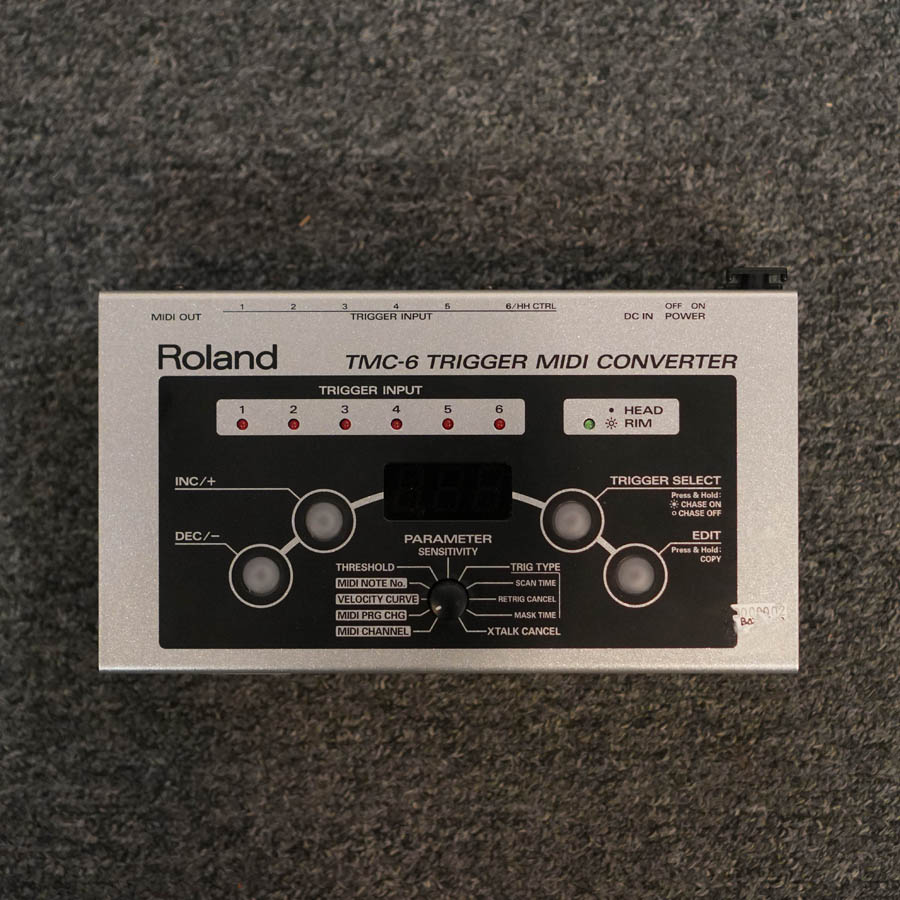 1 2 3 4 5 6/HH CTRL OFF ON
MIDI OUT TRIGGER INPUT DC IN POWER
Roland TMC-6 TRIGGER MIDI CONVERTER
TRIGGER INPUT
1 2 3 4 5 6
HEAD
RIM
INC/+
DEC/–
TRIGGER SELECT
Press & Hold:
CHASE ON
CHASE OFF
EDIT
Press & Hold:
COPY
PARAMETER
SENSITIVITY
THRESHOLD TRIG TYPE
MIDI NOTE No. SCAN TIME
VELOCITY CURVE RETRIG CANCEL
MIDI PRG CHG MASK TIME
MIDI CHANNEL XTALK CANCEL